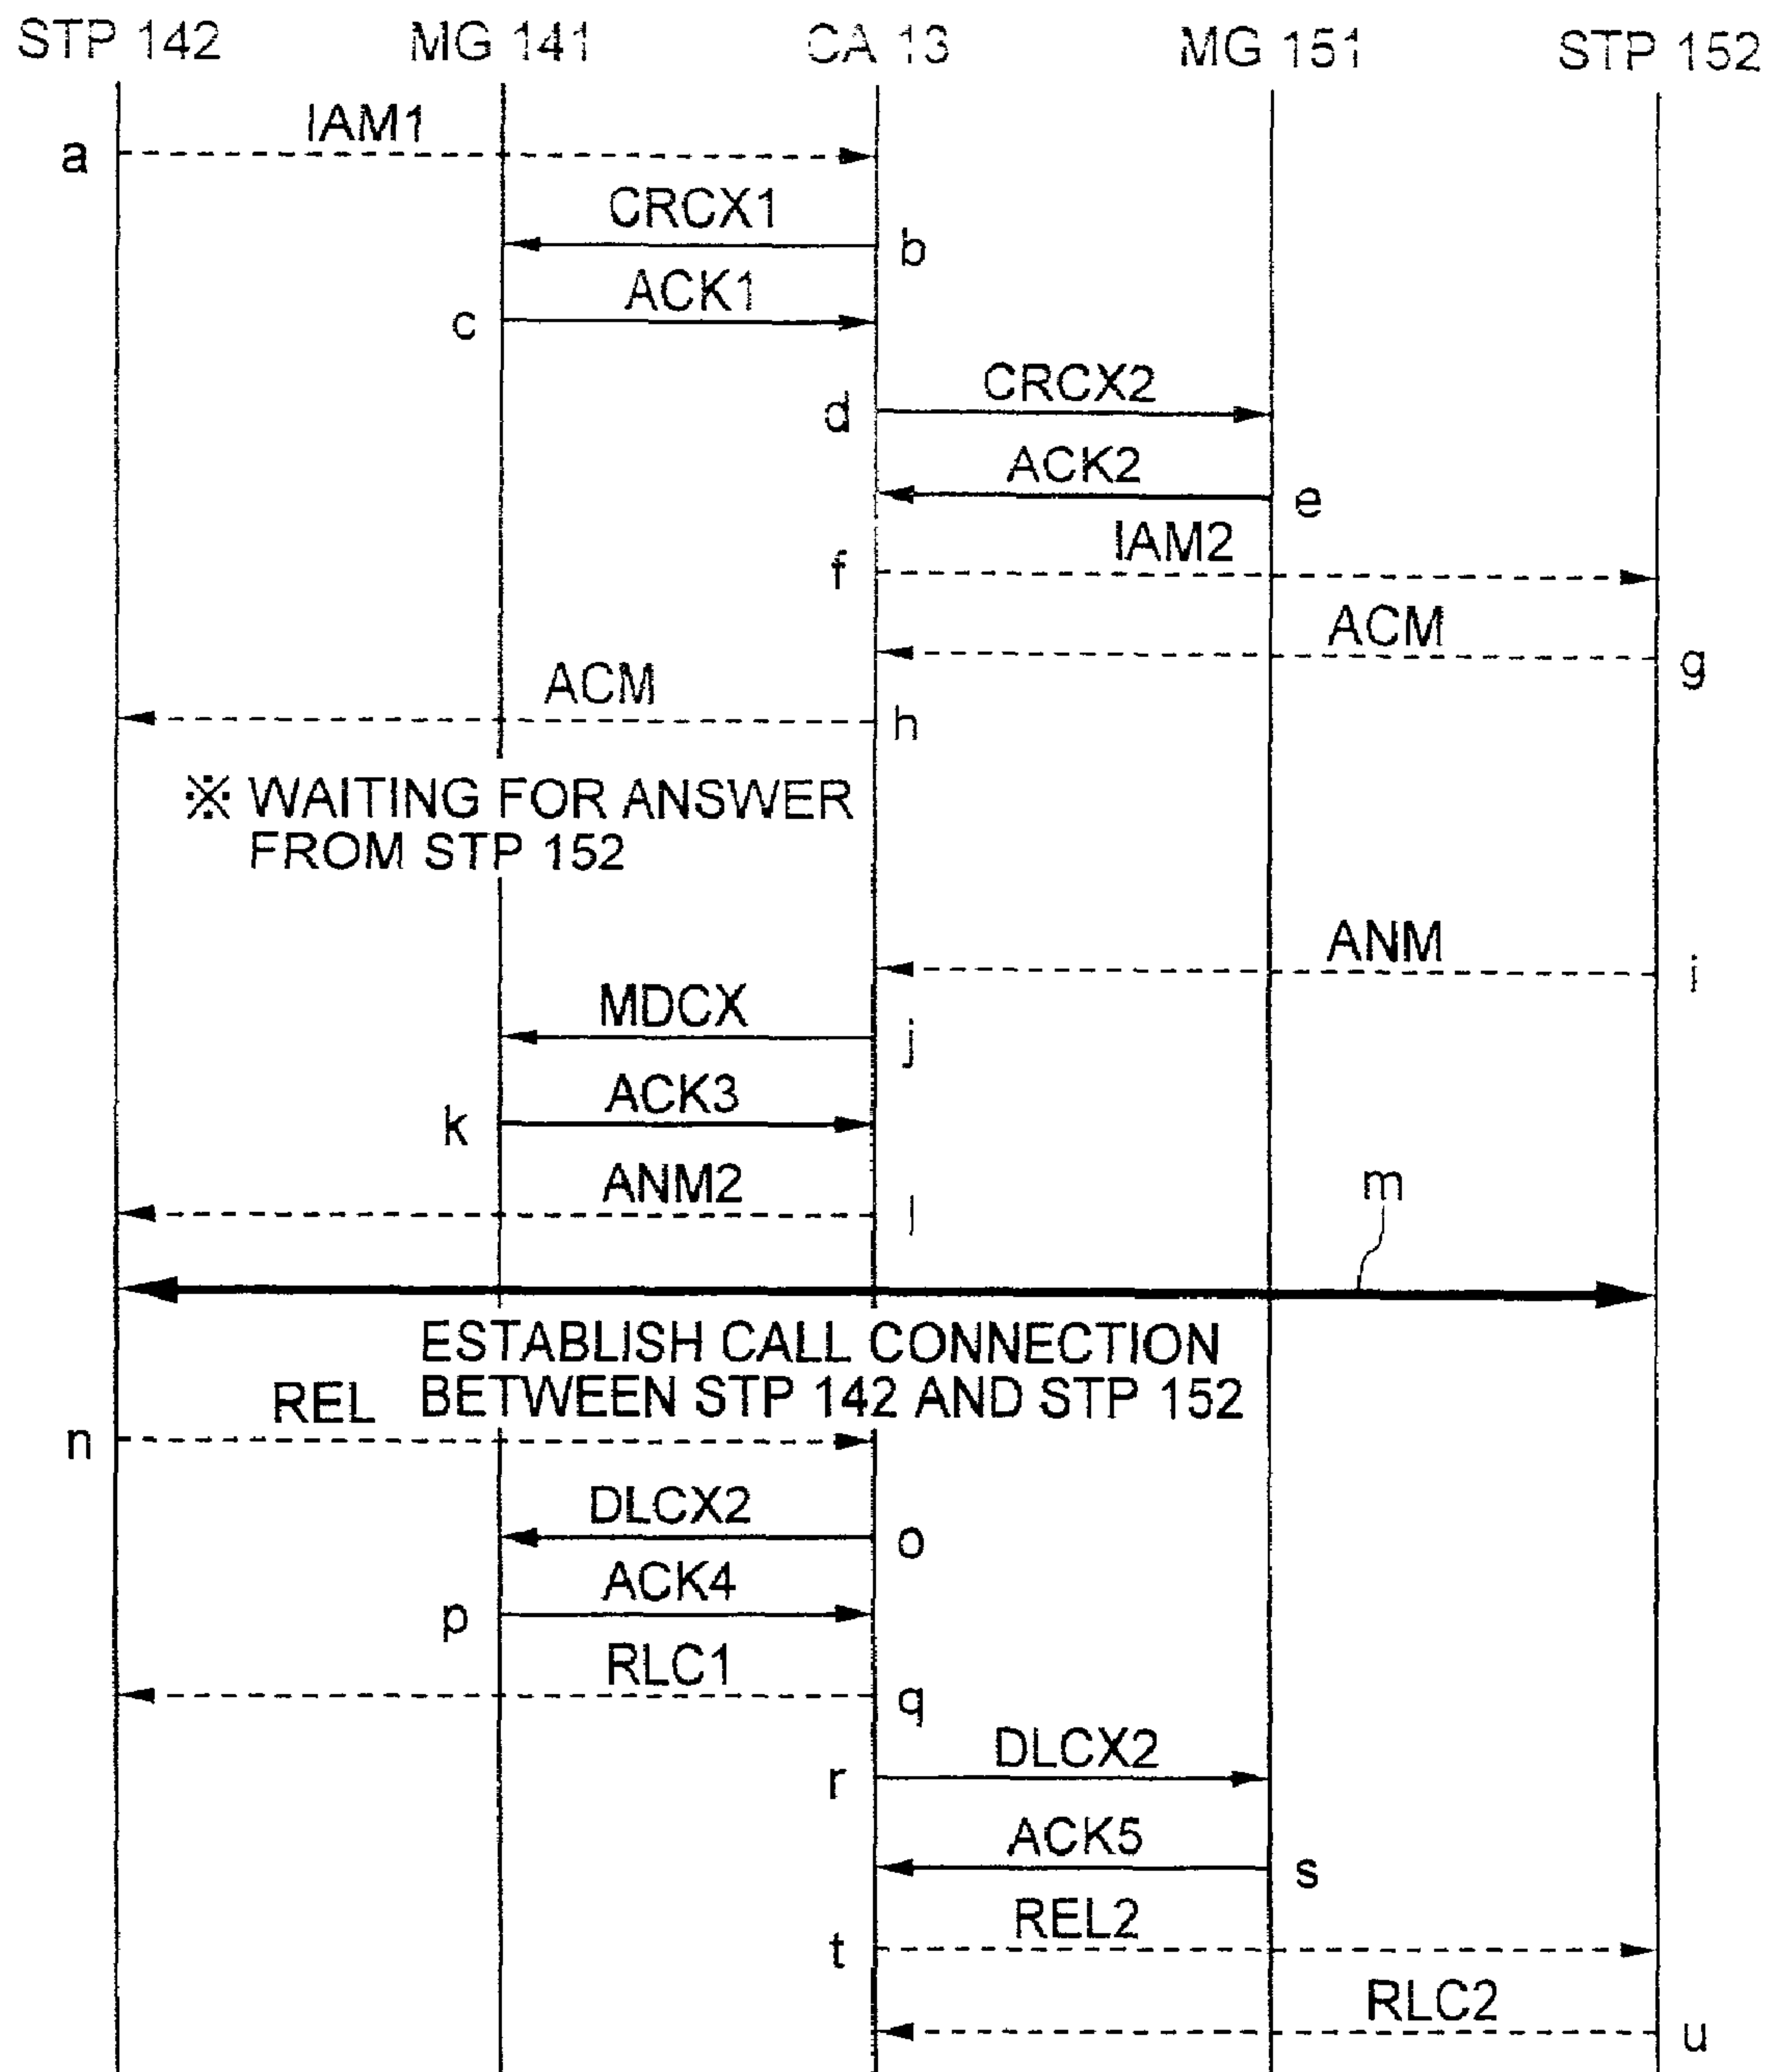 STP 142 MG 141 CA 13 MG 151 STP 152
IAM1
a
CRCX1
b
ACK1
c
CRCX2
d
ACK2
e
IAM2
f
ACM
g
ACM
h
※ WAITING FOR ANSWER
FROM STP 152
ANM
i
MDCX
j
ACK3
k
ANM2
l
m
ESTABLISH CALL CONNECTION
BETWEEN STP 142 AND STP 152
REL
n
DLCX2
o
ACK4
p
RLC1
q
DLCX2
r
ACK5
s
REL2
t
RLC2
u